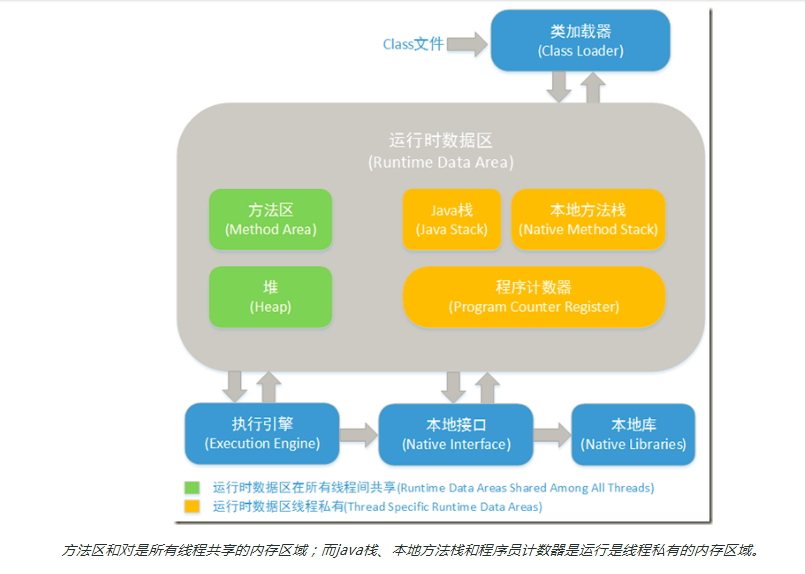 Class文件
类加载器
(Class Loader)
运行时数据区
(Runtime Data Area)
方法区
(Method Area)
Java栈
(Java Stack)
本地方法栈
(Native Method Stack)
堆
(Heap)
程序计数器
(Program Counter Register)
执行引擎
(Execution Engine)
本地接口
(Native Interface)
本地库
(Native Libraries)
运行时数据区在所有线程间共享(Runtime Data Areas Shared Among All Threads)
运行时数据区线程私有(Thread Specific Runtime Data Areas)
方法区和对是所有线程共享的内存区域；而java栈、本地方法栈和程序员计数器是运行是线程私有的内存区域。